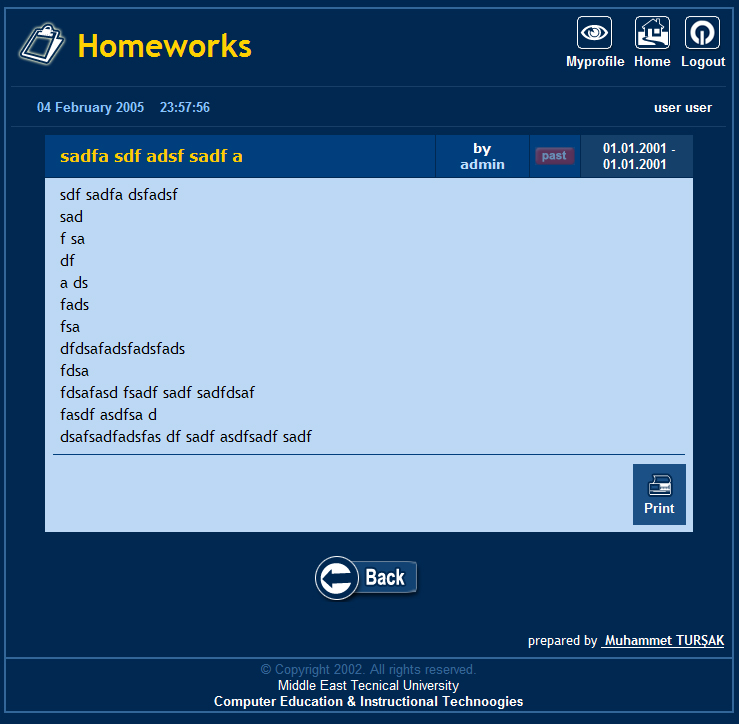 Homeworks
Myprofile Home Logout
04 February 2005 23:57:56
user user
sadfa sdf adsf sadf a
by
admin
past
01.01.2001 -
01.01.2001
sdf sadfa dsfadsf
sad
f sa
df
a ds
fads
fsa
dfdsafadsfadsfads
fdsa
fdsafasd fsadf sadf sadfdsaf
fasdf asdfsa d
dsafsadfadsfas df sadf asdfsadf sadf
Print
Back
prepared by Muhammet TURŞAK
© Copyright 2002. All rights reserved.
Middle East Tecnical University
Computer Education & Instructional Technoogies